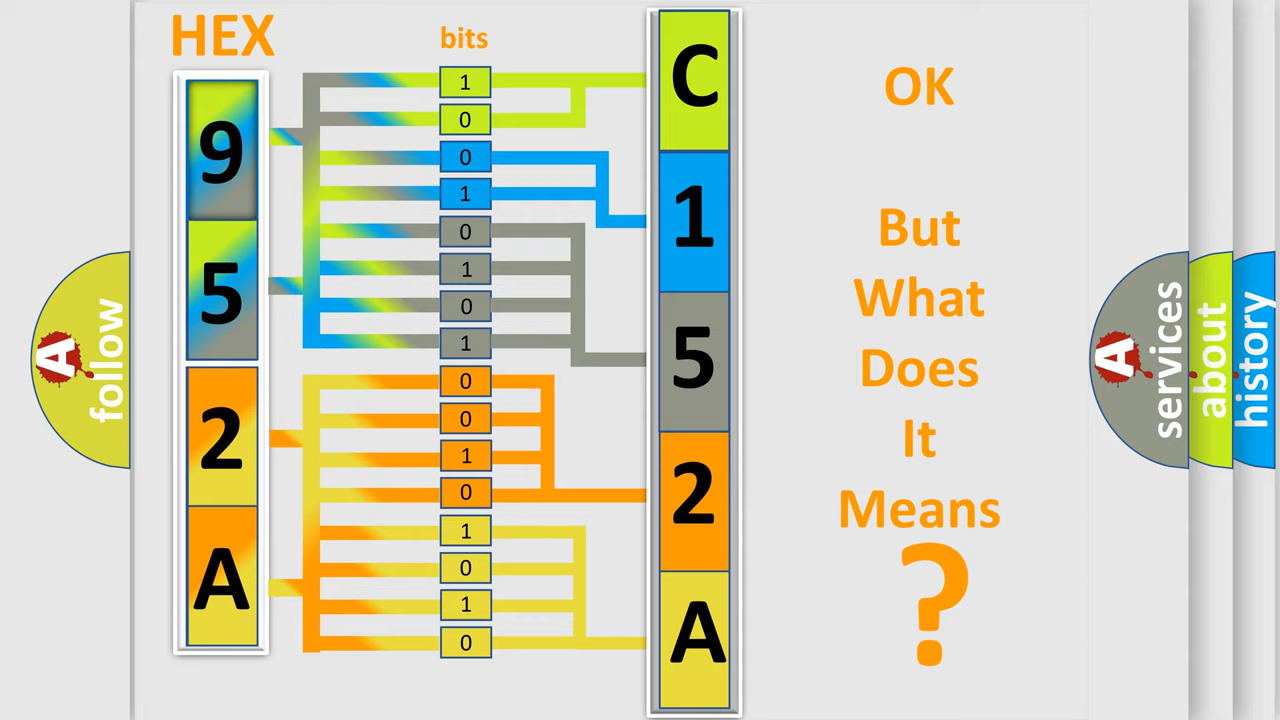 HEX
bits
9
5
2
A
1
0
0
1
0
1
0
1
0
0
1
0
1
0
1
0
C
1
5
2
A
OK
But
What
Does
It
Means
?
A
follow
A
services
about
history